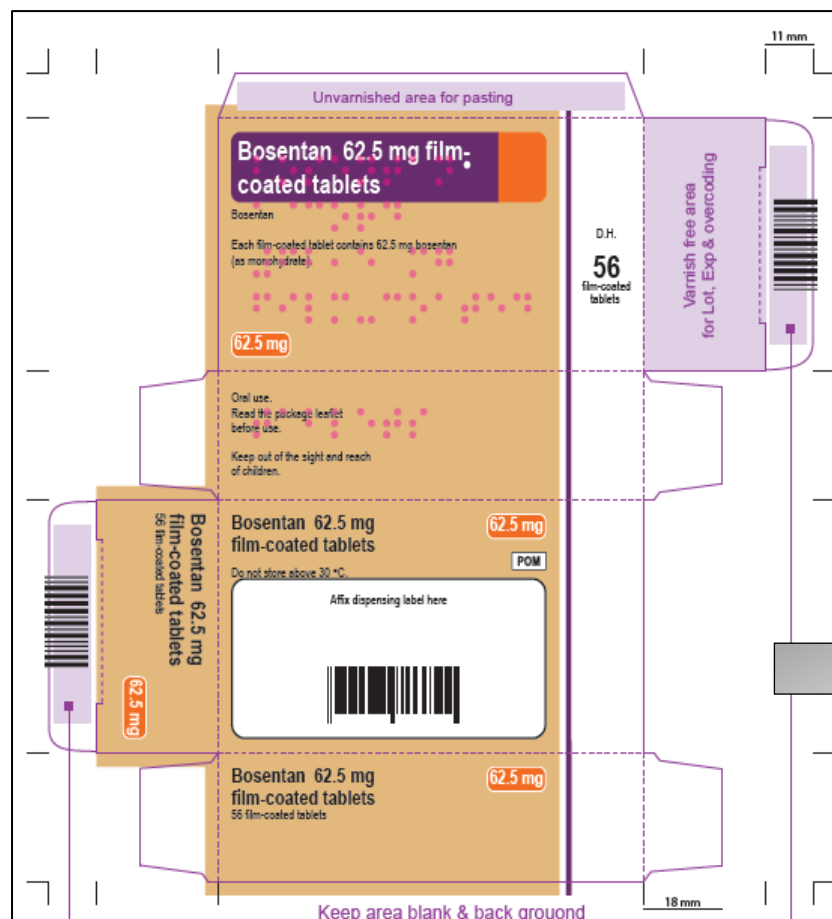 11 mm
Unvarnished area for pasting
Bosentan 62.5 mg film-
coated tablets
Bosentan
Each film-coated tablet contains 62.5 mg bosentan
(as monohydrate).
62.5 mg
D.H.
56
film-coated
tablets
Varnish free area
for Lot, Exp & overcoding
Oral use.
Read the package leaflet
before use.
Keep out of the sight and reach
of children.
Bosentan 62.5 mg
film-coated tablets
56 film-coated tablets
62.5 mg
Bosentan 62.5 mg
film-coated tablets
62.5 mg
POM
Do not store above 30 °C.
Affix dispensing label here
Bosentan 62.5 mg
film-coated tablets
56 film-coated tablets
62.5 mg
18 mm
Keep area blank & back grouond